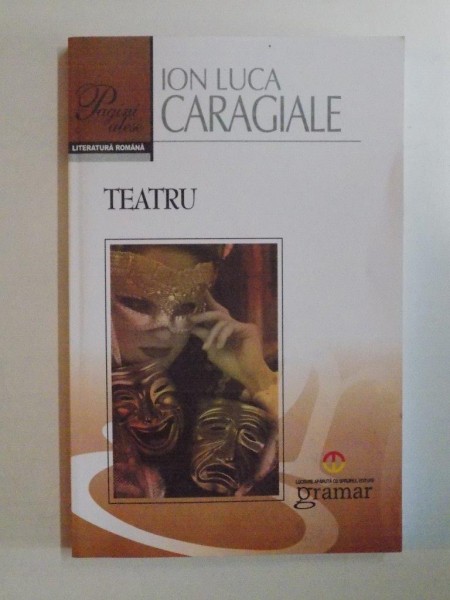 ION LUCA
CARAGIALE
Pagini
alese
LITERATURĂ ROMÂNĂ
TEATRU
gramar